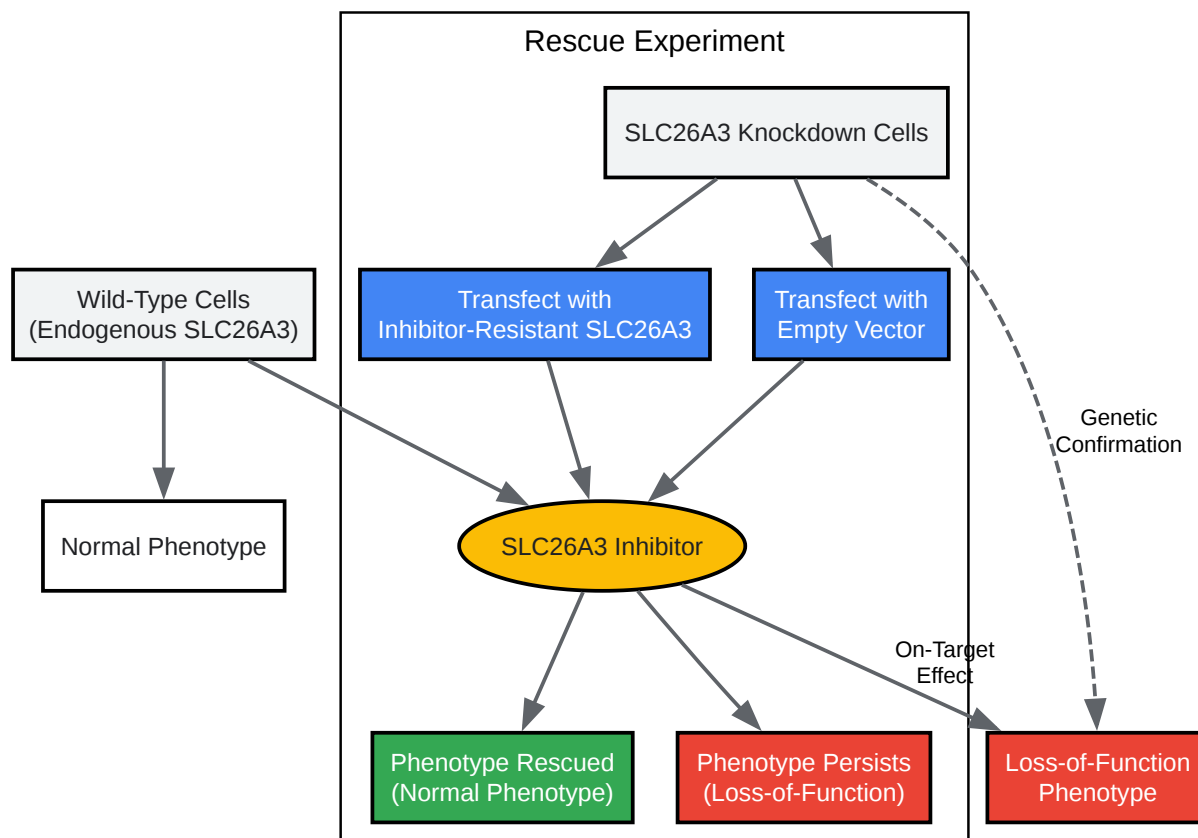 Rescue Experiment
SLC26A3 Knockdown Cells
Wild-Type Cells
(Endogenous SLC26A3)
Transfect with
Inhibitor-Resistant SLC26A3
Transfect with
Empty Vector
Genetic
Confirmation
Normal Phenotype
SLC26A3 Inhibitor
On-Target
Effect
Phenotype Rescued
(Normal Phenotype)
Phenotype Persists
(Loss-of-Function)
Loss-of-Function
Phenotype